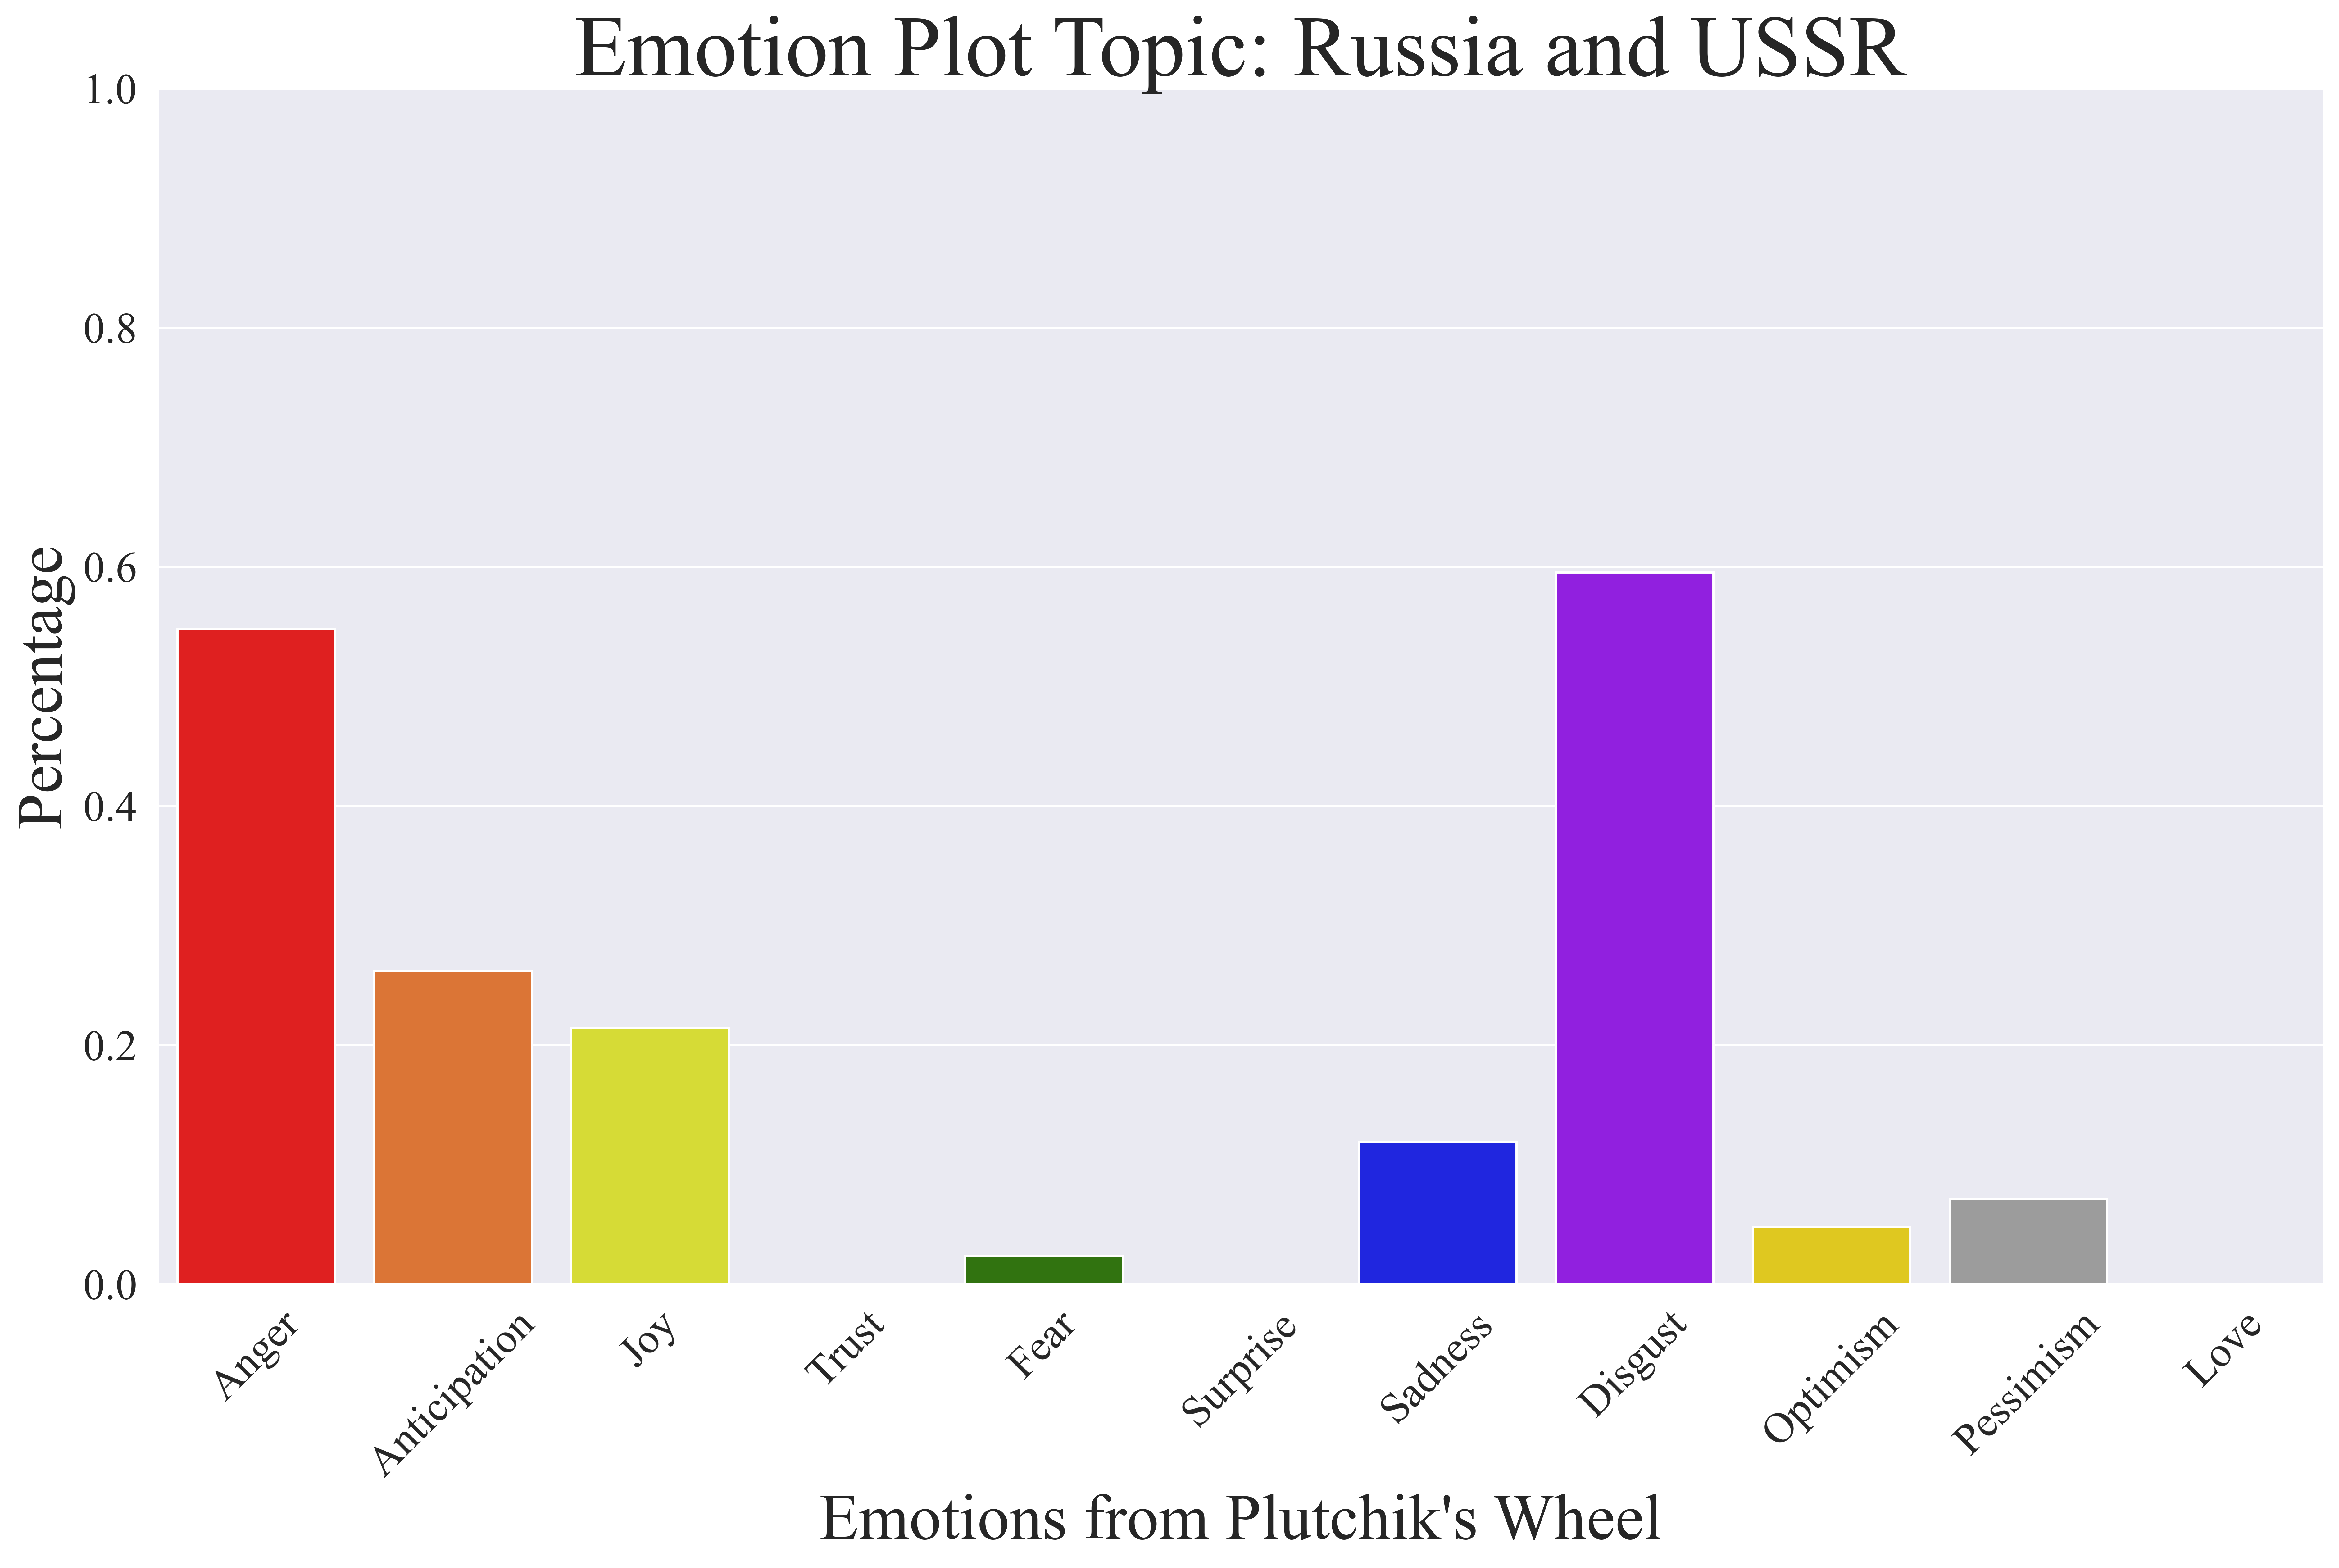 Emotion Plot Topic: Russia and USSR
1.0
0.8
0.6
0.4
0.2
0.0
Percentage
Anger
Anticipation
Joy
Trust
Fear
Surprise
Sadness
Disgust
Optimism
Pessimism
Love
Emotions from Plutchik's Wheel